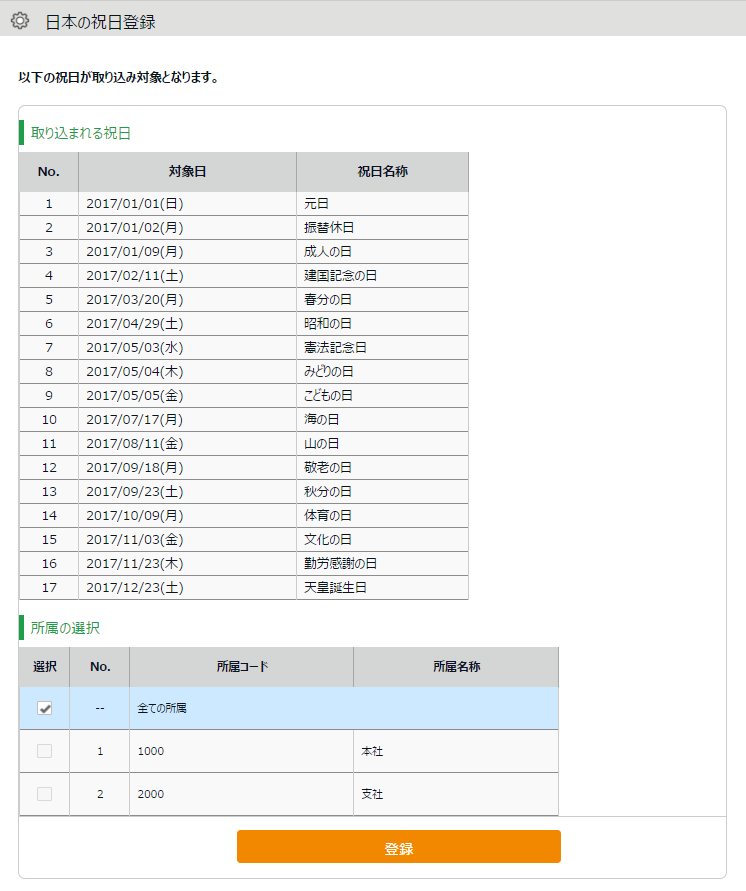 日本の祝日登録
以下の祝日が取り込み対象となります。
取り込まれる祝日
No. 対象日 祝日名称
1 2017/01/01(日) 元日
2 2017/01/02(月) 振替休日
3 2017/01/09(月) 成人の日
4 2017/02/11(土) 建国記念の日
5 2017/03/20(月) 春分の日
6 2017/04/29(土) 昭和の日
7 2017/05/03(水) 憲法記念日
8 2017/05/04(木) みどりの日
9 2017/05/05(金) こどもの日
10 2017/07/17(月) 海の日
11 2017/08/11(金) 山の日
12 2017/09/18(月) 敬老の日
13 2017/09/23(土) 秋分の日
14 2017/10/09(月) 体育の日
15 2017/11/03(金) 文化の日
16 2017/11/23(木) 勤労感謝の日
17 2017/12/23(土) 天皇誕生日
所属の選択
選択 No. 所属コード 所属名称
-- 全ての所属
1 1000 本社
2 2000 支社
登録